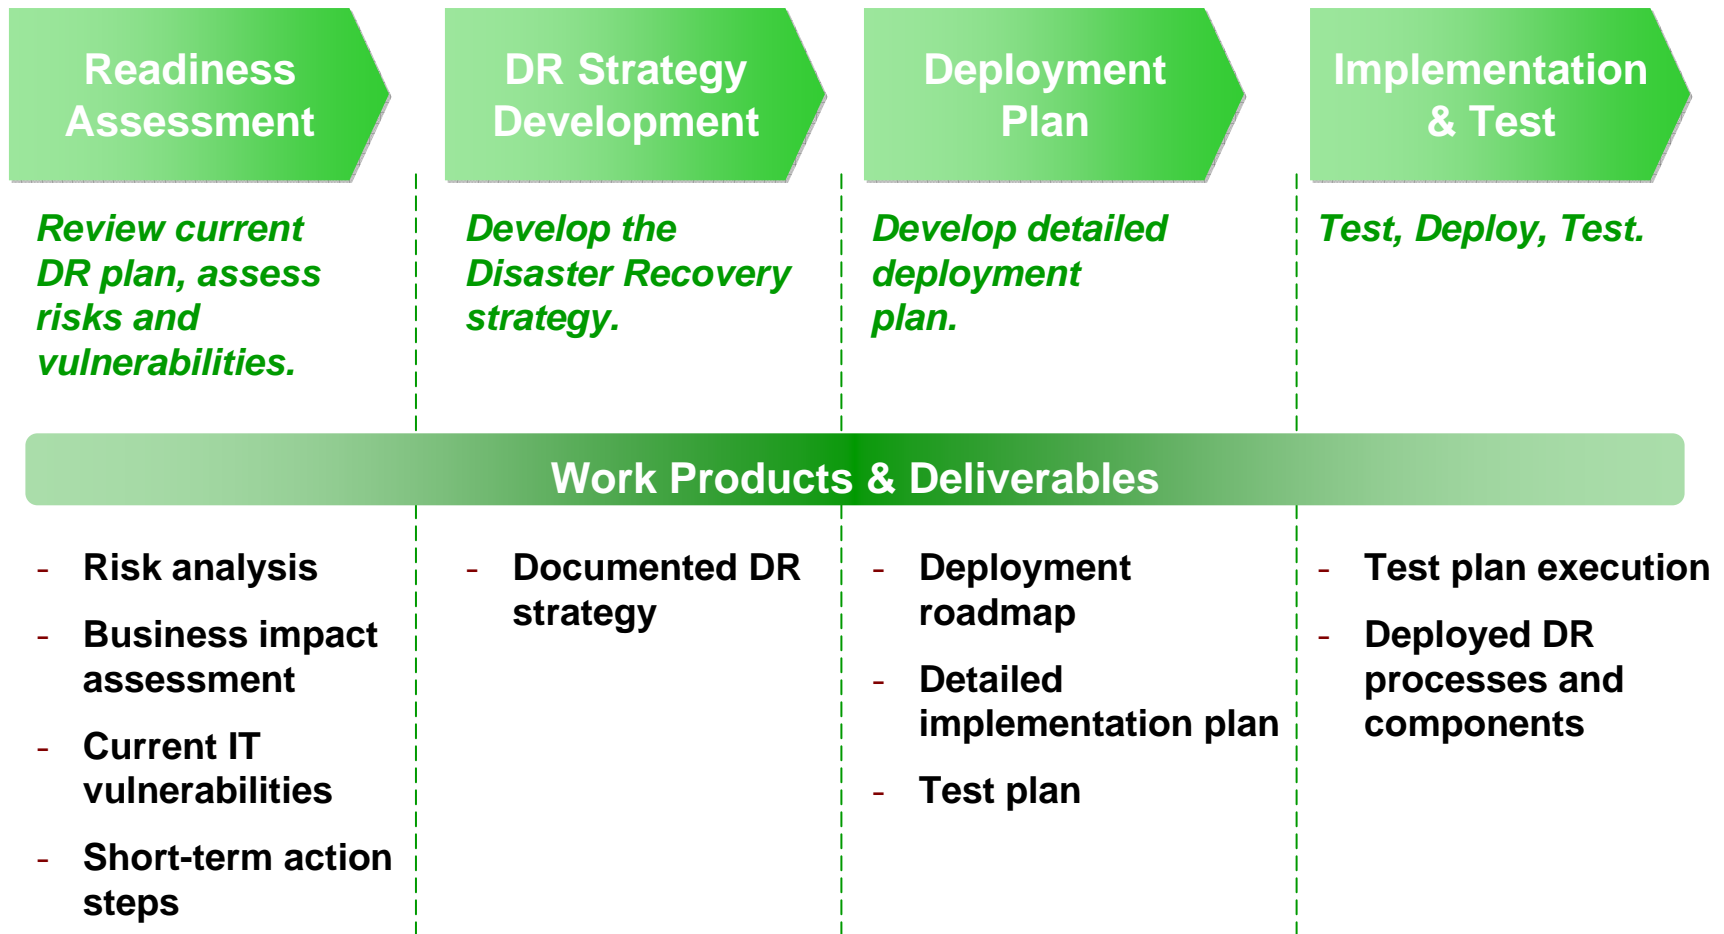 Readiness
Assessment
DR Strategy
Development
Deployment
Plan
Implementation
& Test
Review current
DR plan, assess
risks and
vulnerabilities.
Develop the
Disaster Recovery
strategy.
Develop detailed
deployment
plan.
Test, Deploy, Test.
Work Products & Deliverables
- Risk analysis
- Business impact
assessment
- Current IT
vulnerabilities
- Short-term action
steps
- Documented DR
strategy
- Deployment
roadmap
- Detailed
implementation plan
- Test plan
- Test plan execution
- Deployed DR
processes and
components